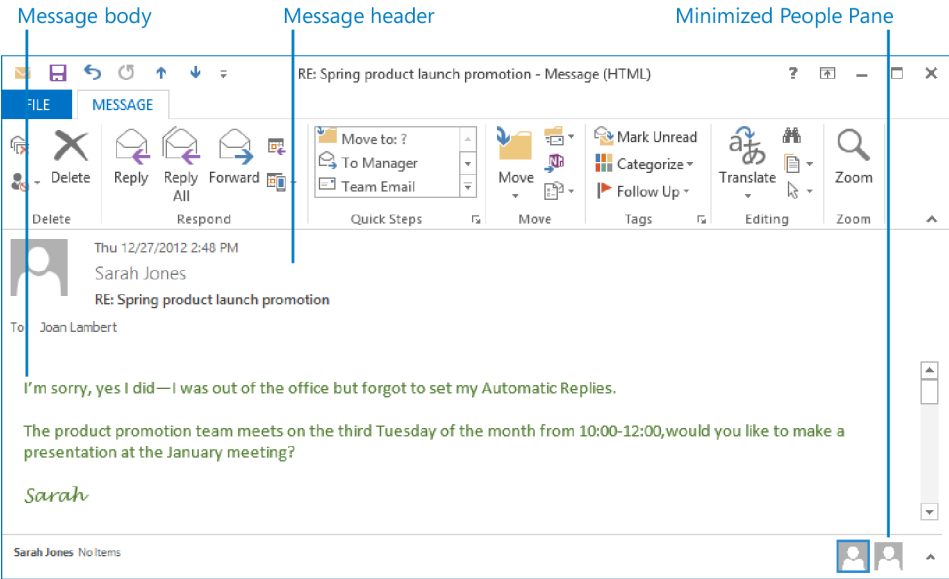 Message body Message header Minimized People Pane
RE: Spring product launch promotion - Message (HTML) ?
FILE MESSAGE
Delete Reply Reply All Forward
Move to: ?
To Manager
Team Email
Move
Mark Unread
Categorize
Follow Up
Translate
Zoom
Delete Respond Quick Steps Move Tags Editing Zoom
Thu 12/27/2012 2:48 PM
Sarah Jones
RE: Spring product launch promotion
To Joan Lambert
I'm sorry, yes I did—I was out of the office but forgot to set my Automatic Replies.
The product promotion team meets on the third Tuesday of the month from 10:00-12:00,would you like to make a
presentation at the January meeting?
Sarah
Sarah Jones No Items